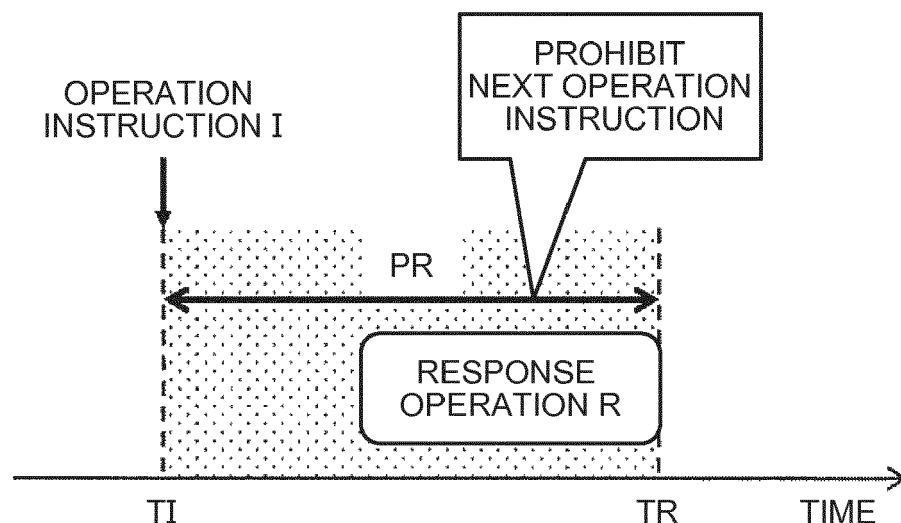 PROHIBIT
NEXT OPERATION
INSTRUCTION
OPERATION
INSTRUCTION I
PR
RESPONSE
OPERATION R
TI
TR
TIME